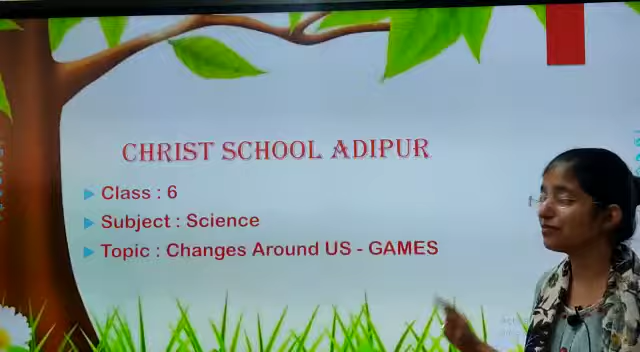 CHRIST SCHOOL ADIPUR
Class : 6
Subject : Science
Topic : Changes Around US - GAMES